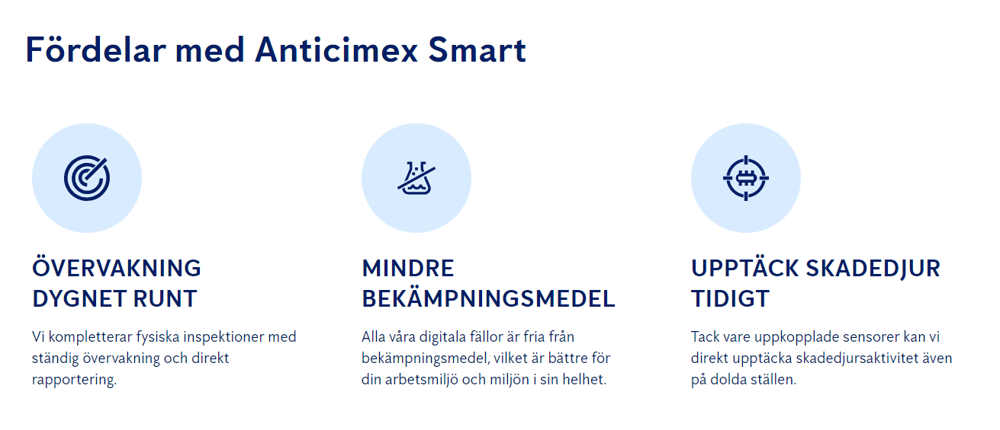 Fördelar med Anticimex Smart
ÖVERVAKNING
DYGNET RUNT
Vi kompletterar fysiska inspektioner med
ständig övervakning och direkt
rapportering.
MINDRE
BEKÄMPNINGSMEDEL
Alla våra digitala fällor är fria från
bekämpningsmedel, vilket är bättre för
din arbetsmiljö och miljön i sin helhet.
UPPTÄCK SKADEDJUR
TIDIGT
Tack vare uppkopplade sensorer kan vi
direkt upptäcka skadedjursaktivitet även
på dolda ställen.